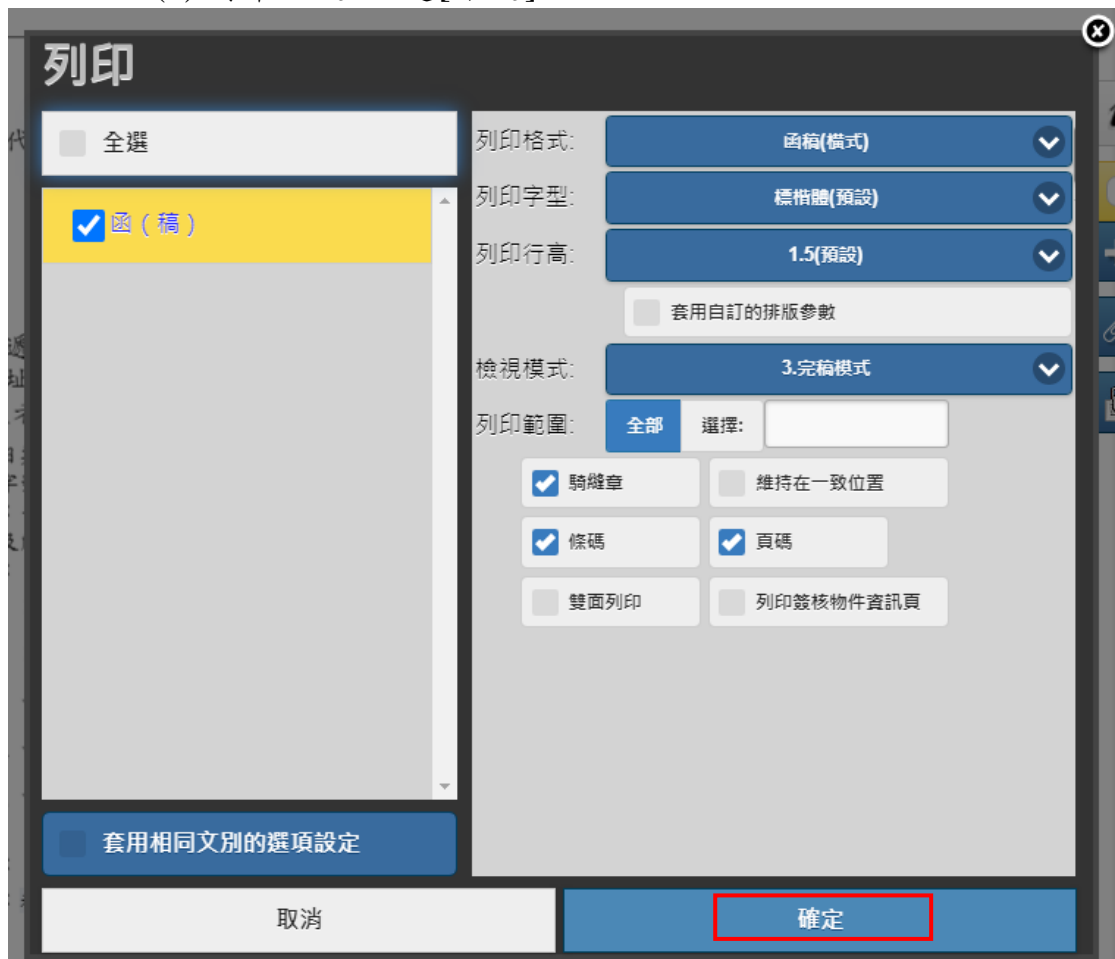 列印
全選
函（稿）
套用相同文別的選項設定
列印格式: 函稿(橫式)
列印字型: 標楷體(預設)
列印行高: 1.5(預設)
套用自訂的排版參數
檢視模式: 3.完稿模式
列印範圍: 全部 選擇:
騎縫章 維持在一致位置
條碼 頁碼
雙面列印 列印簽核物件資訊頁
取消 確定